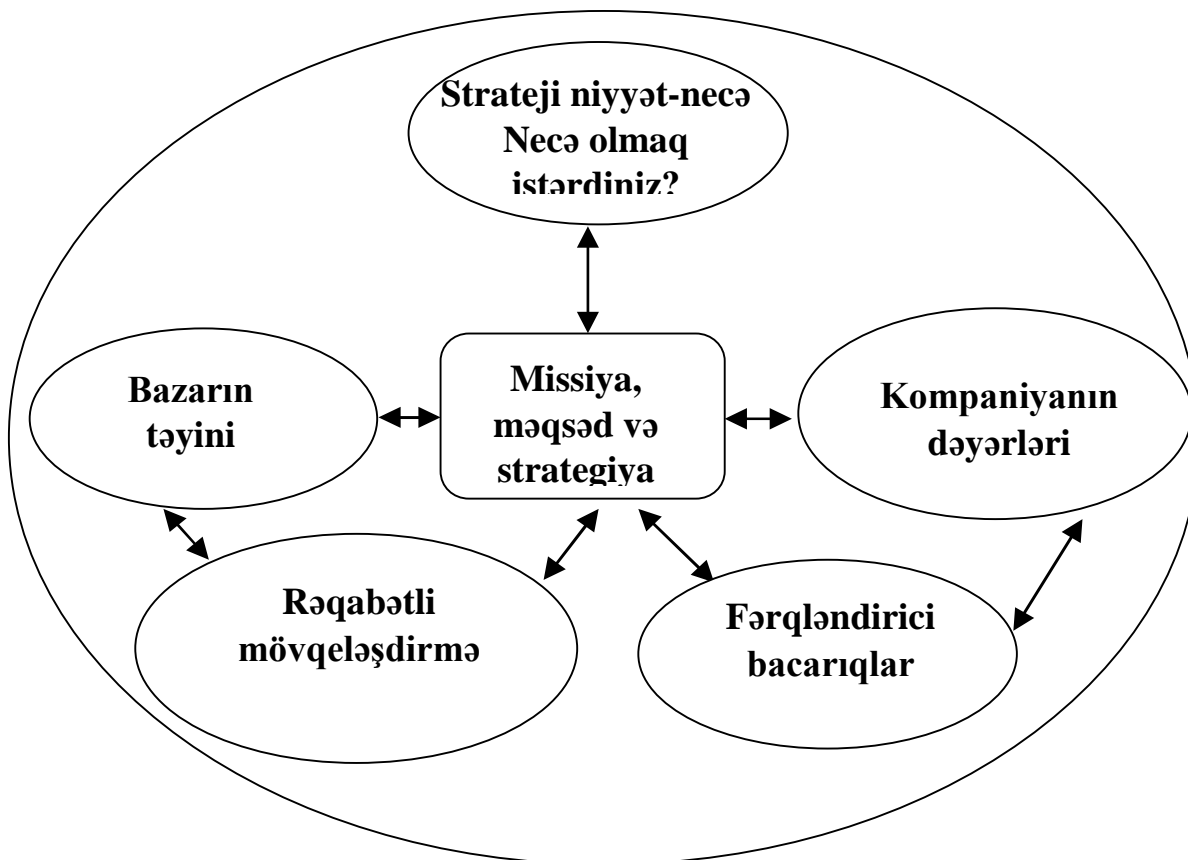 Strateji niyyət-necə
Necə olmaq
istərdiniz?
Bazarın
təyini
Missiya,
məqsəd və
strategiya
Kompaniyanın
dəyərləri
Rəqabətli
mövqeləşdirmə
Fərqləndirici
bacarıqlar